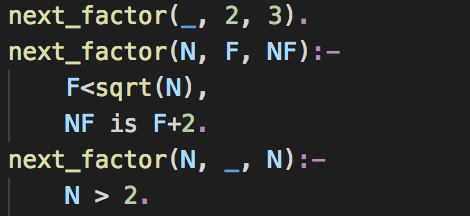 next_factor(_, 2, 3).
next_factor(N, F, NF):-
    F<sqrt(N),
    NF is F+2.
next_factor(N, _, N):-
    N > 2.